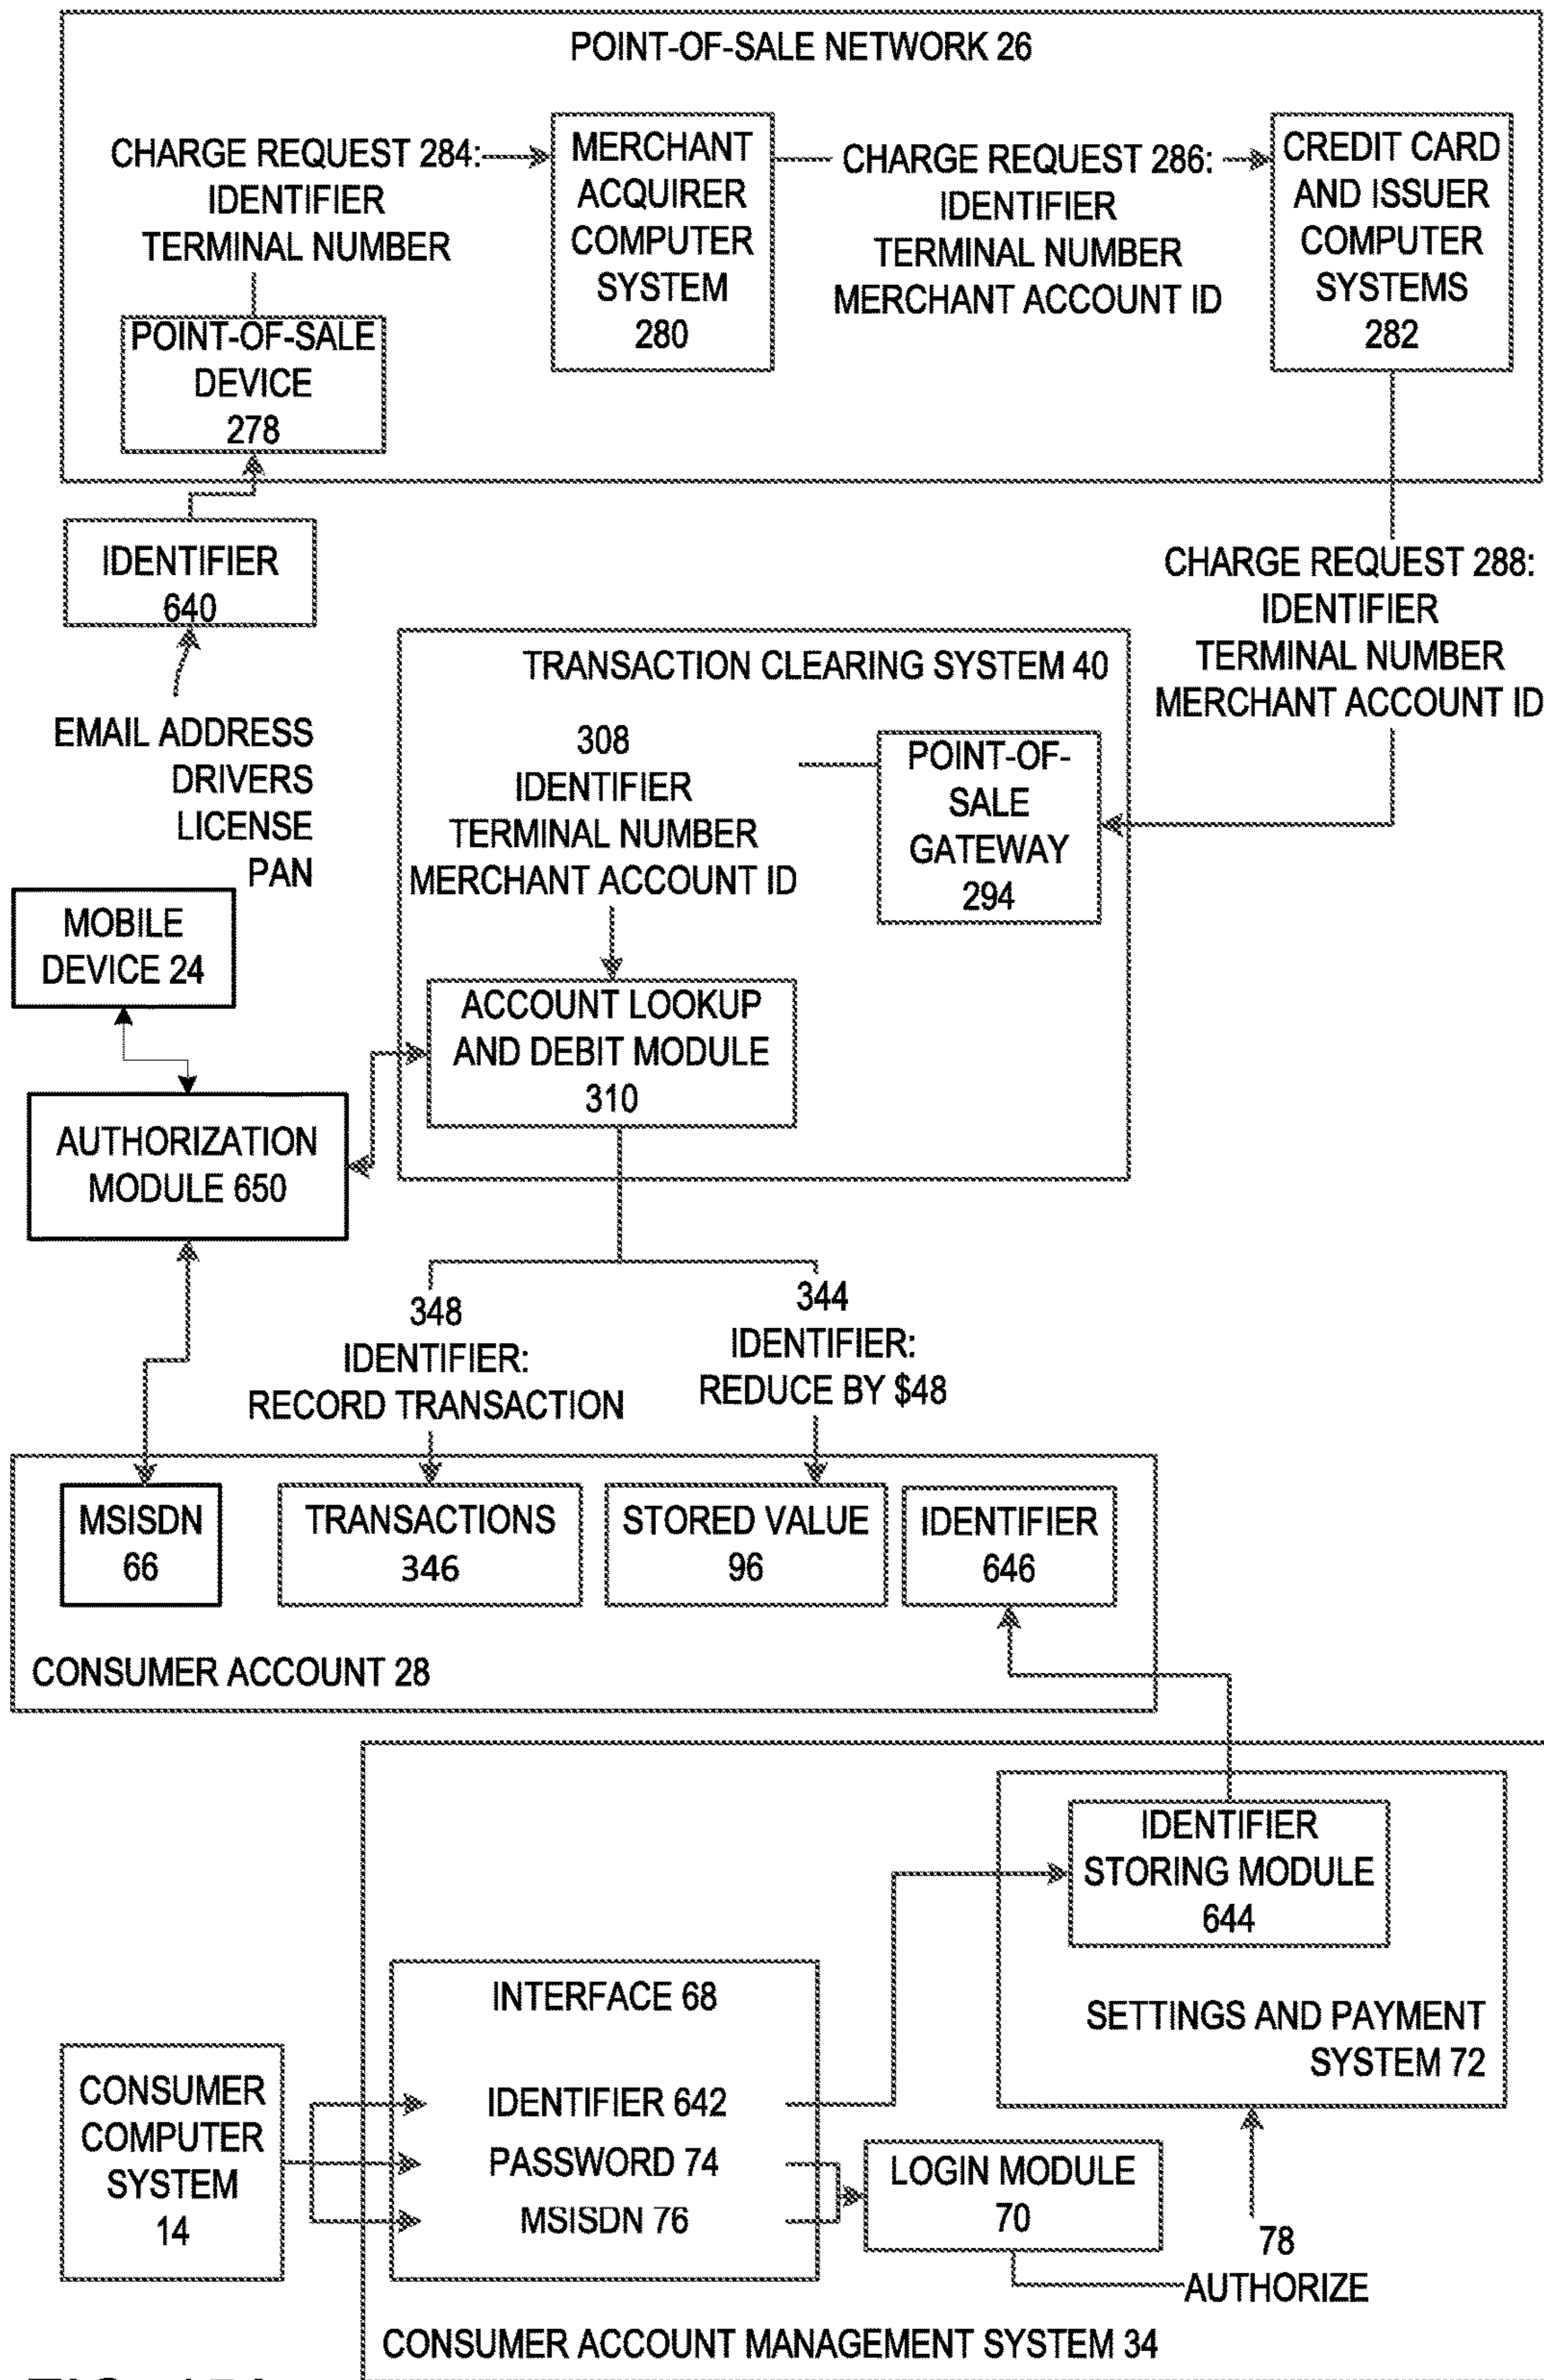 POINT-OF-SALE NETWORK 26
CHARGE REQUEST 284:
IDENTIFIER
TERMINAL NUMBER
MERCHANT
ACQUIRER
COMPUTER
SYSTEM
280
CHARGE REQUEST 286:
IDENTIFIER
TERMINAL NUMBER
MERCHANT ACCOUNT ID
CREDIT CARD
AND ISSUER
COMPUTER
SYSTEMS
282
POINT-OF-SALE
DEVICE
278
IDENTIFIER
640
CHARGE REQUEST 288:
IDENTIFIER
TERMINAL NUMBER
MERCHANT ACCOUNT ID
EMAIL ADDRESS
DRIVERS
LICENSE
PAN
TRANSACTION CLEARING SYSTEM 40
308
IDENTIFIER
TERMINAL NUMBER
MERCHANT ACCOUNT ID
POINT-OF-
SALE
GATEWAY
294
MOBILE
DEVICE 24
ACCOUNT LOOKUP
AND DEBIT MODULE
310
AUTHORIZATION
MODULE 650
348
IDENTIFIER:
RECORD TRANSACTION
344
IDENTIFIER:
REDUCE BY $48
MSISDN
66
TRANSACTIONS
346
STORED VALUE
96
IDENTIFIER
646
CONSUMER ACCOUNT 28
IDENTIFIER
STORING MODULE
644
SETTINGS AND PAYMENT
SYSTEM 72
INTERFACE 68
IDENTIFIER 642
PASSWORD 74
MSISDN 76
CONSUMER
COMPUTER
SYSTEM
14
LOGIN MODULE
70
78
AUTHORIZE
CONSUMER ACCOUNT MANAGEMENT SYSTEM 34